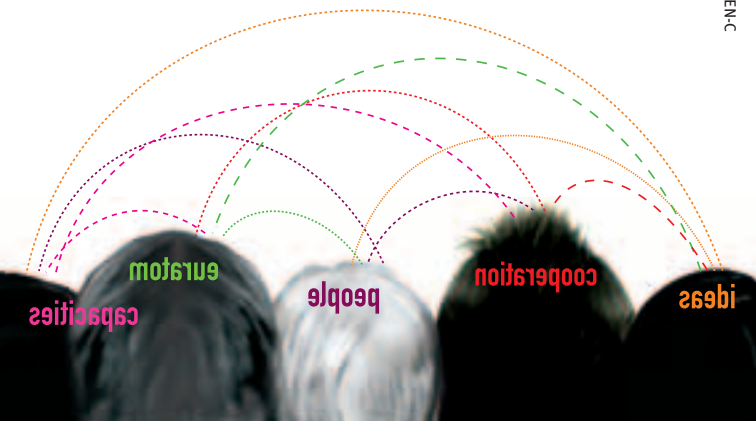 EN-C
euratom
cooperation
people
ideas
capacities